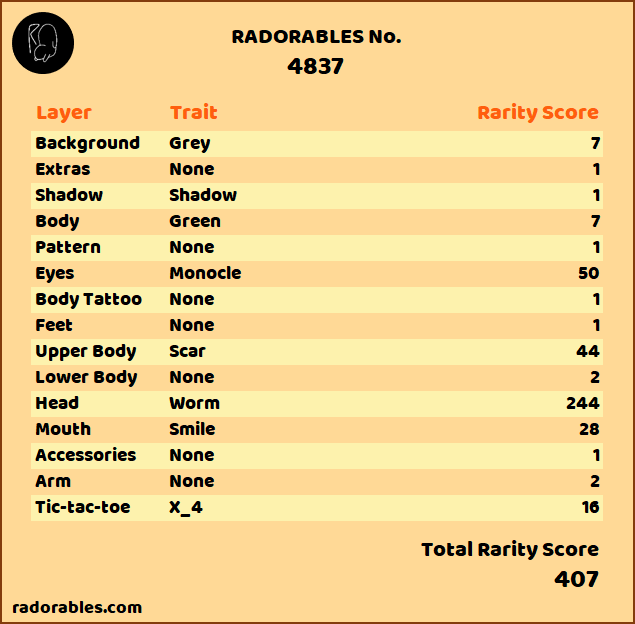 RADORABLES No.
4837
Layer Trait Rarity Score
Background Grey 7
Extras None 1
Shadow Shadow 1
Body Green 7
Pattern None 1
Eyes Monocle 50
Body Tattoo None 1
Feet None 1
Upper Body Scar 44
Lower Body None 2
Head Worm 244
Mouth Smile 28
Accessories None 1
Arm None 2
Tic-tac-toe X_4 16
Total Rarity Score
407
radorables.com